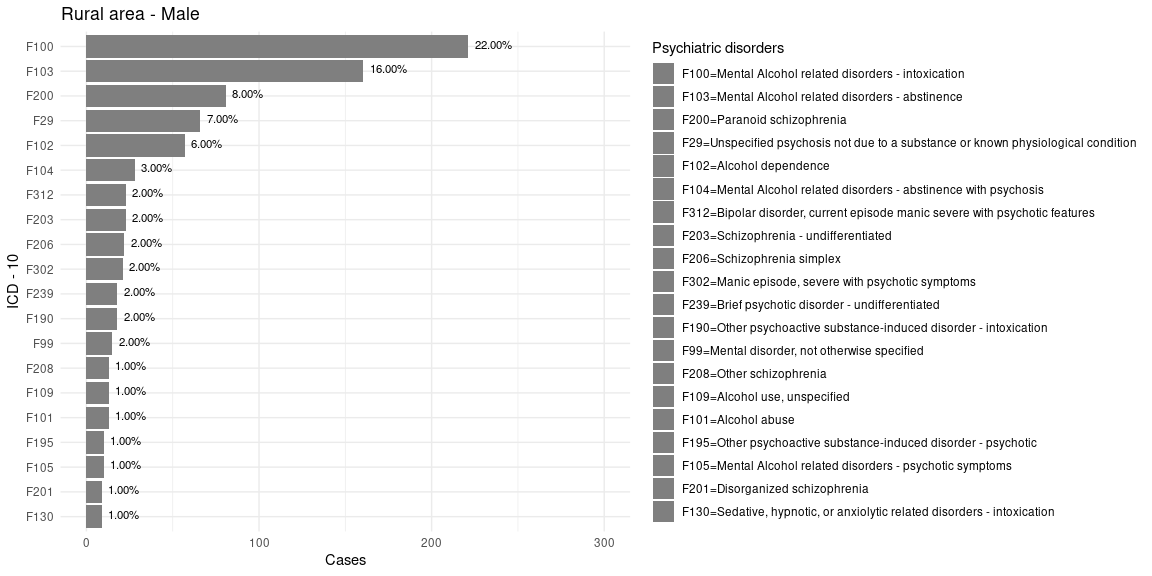 Rural area - Male
F100
22.00%
F103
16.00%
F200
8.00%
F29
7.00%
F102
6.00%
F104
3.00%
F312
2.00%
F203
2.00%
F206
2.00%
F302
2.00%
F239
2.00%
F190
2.00%
F99
2.00%
F208
1.00%
F109
1.00%
F101
1.00%
F195
1.00%
F105
1.00%
F201
1.00%
F130
1.00%
ICD - 10
0
100
200
300
Cases
Psychiatric disorders
F100=Mental Alcohol related disorders - intoxication
F103=Mental Alcohol related disorders - abstinence
F200=Paranoid schizophrenia
F29=Unspecified psychosis not due to a substance or known physiological condition
F102=Alcohol dependence
F104=Mental Alcohol related disorders - abstinence with psychosis
F312=Bipolar disorder, current episode manic severe with psychotic features
F203=Schizophrenia - undifferentiated
F206=Schizophrenia simplex
F302=Manic episode, severe with psychotic symptoms
F239=Brief psychotic disorder - undifferentiated
F190=Other psychoactive substance-induced disorder - intoxication
F99=Mental disorder, not otherwise specified
F208=Other schizophrenia
F109=Alcohol use, unspecified
F101=Alcohol abuse
F195=Other psychoactive substance-induced disorder - psychotic
F105=Mental Alcohol related disorders - psychotic symptoms
F201=Disorganized schizophrenia
F130=Sedative, hypnotic, or anxiolytic related disorders - intoxication